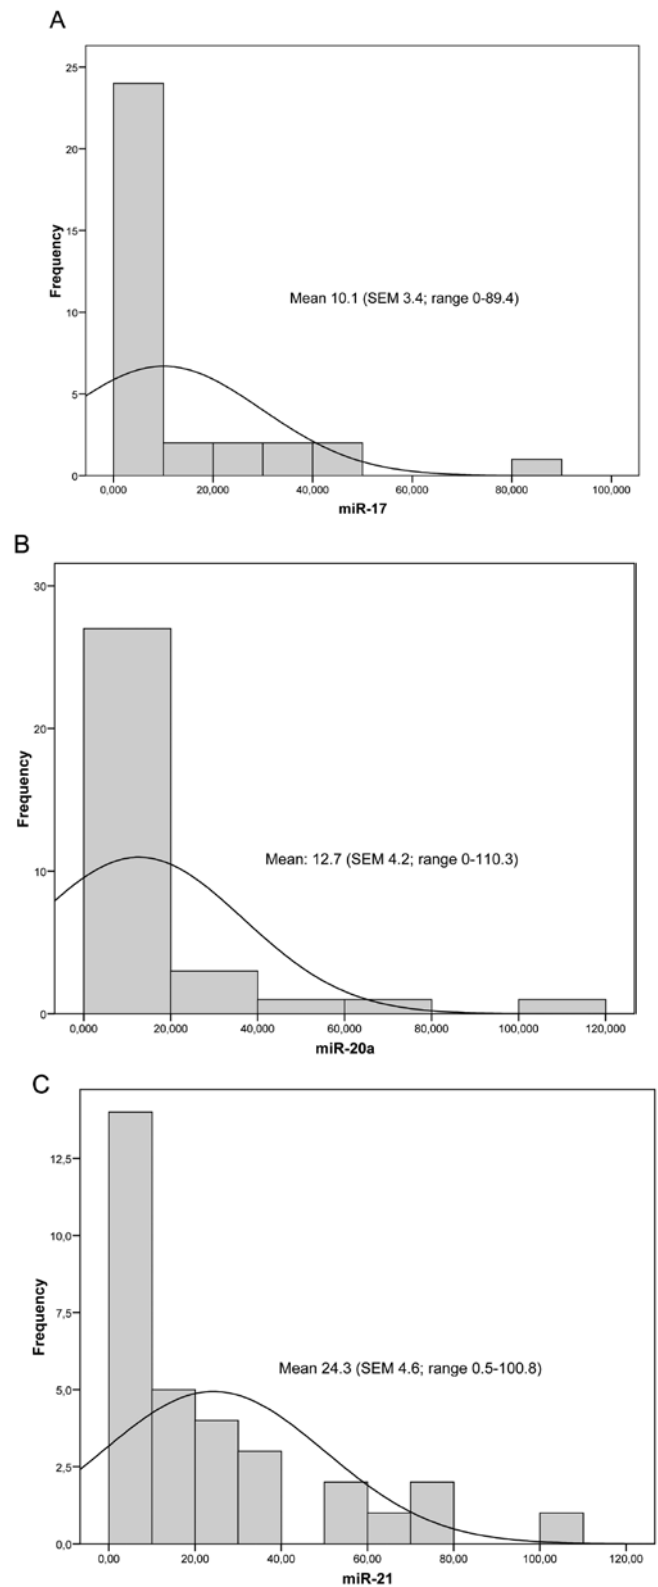 A
25
20
15
10
5
0
Frequency
Mean 10.1 (SEM 3.4; range 0-89.4)
0,000 20,000 40,000 60,000 80,000 100,000
miR-17
B
30
20
10
0
Frequency
Mean: 12.7 (SEM 4.2; range 0-110.3)
0,000 20,000 40,000 60,000 80,000 100,000 120,000
miR-20a
C
12,5
10,0
7,5
5,0
2,5
0,0
Frequency
Mean 24.3 (SEM 4.6; range 0.5-100.8)
0,00 20,00 40,00 60,00 80,00 100,00 120,00
miR-21